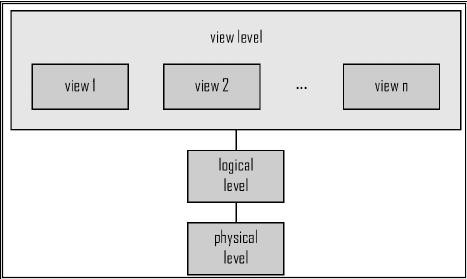 view level
view 1 view 2 ... view n
logical
level
physical
level